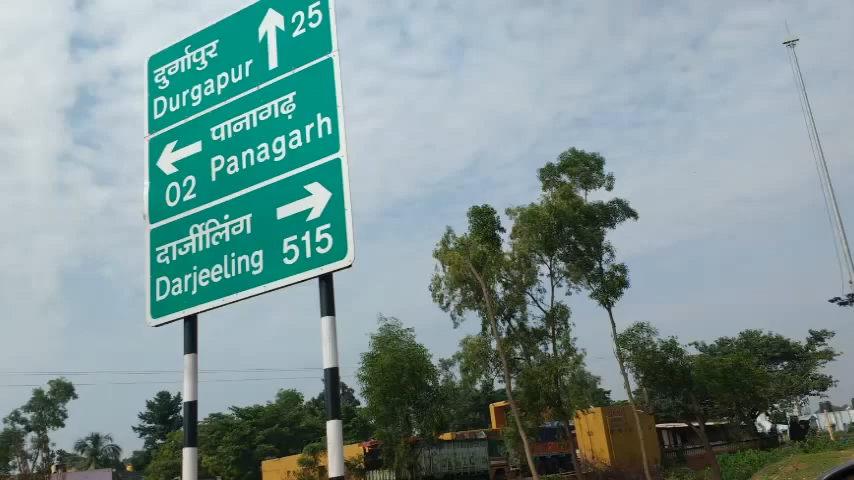 दुर्गापुर
Durgapur 25
पानागढ़
02 Panagarh
दार्जीलिंग
Darjeeling 515